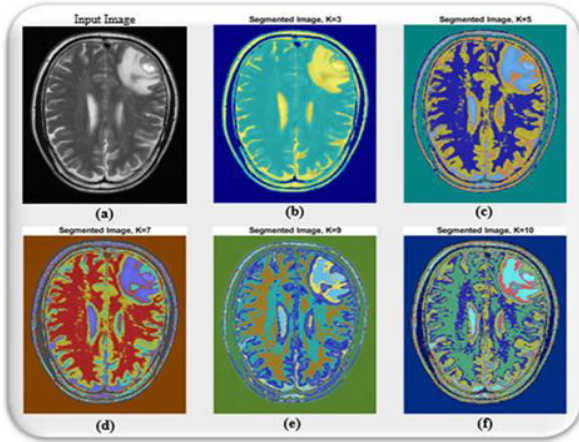 Input Image
Segmented Image, K=3
Segmented Image, K=5
(a)
(b)
(c)
Segmented Image, K=7
Segmented Image, K=9
Segmented Image, K=10
(d)
(e)
(f)